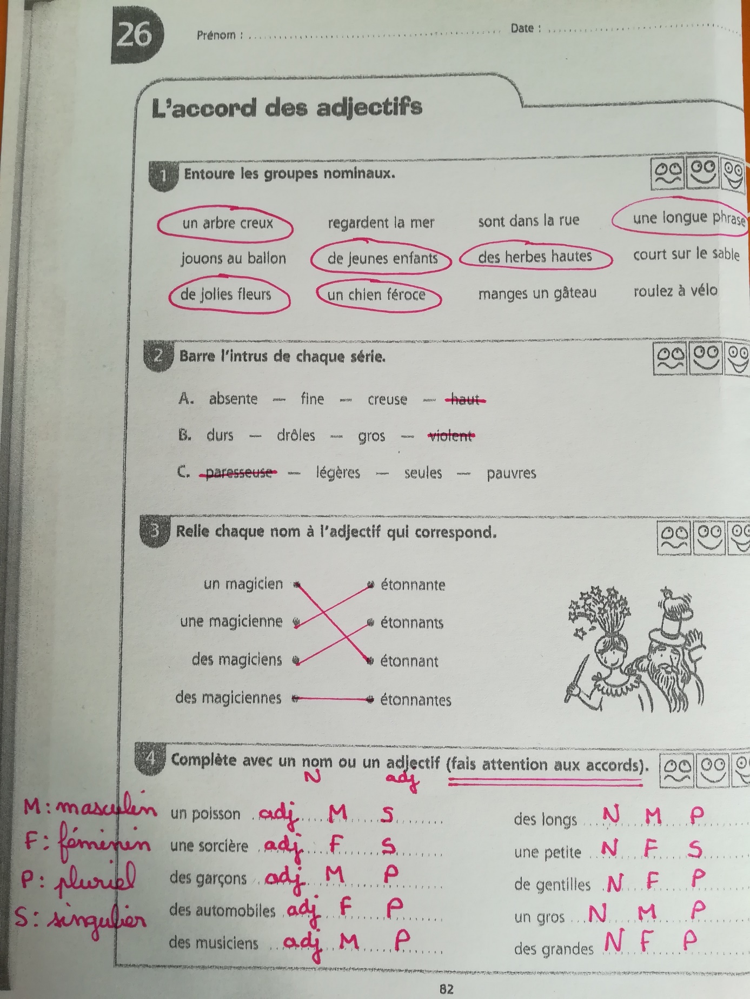 26 Prénom : Date :
L'accord des adjectifs
1 Entoure les groupes nominaux.
un arbre creux regardent la mer sont dans la rue une longue phrase
jouons au ballon de jeunes enfants des herbes hautes court sur le sable
de jolies fleurs un chien féroce manges un gâteau roulez à vélo
2 Barre l'intrus de chaque série.
A. absente — fine — creuse — haut
B. durs — drôles — gros — violent
C. paresseuse — légères — seules — pauvres
3 Relie chaque nom à l'adjectif qui correspond.
un magicien étonnante
une magicienne étonnants
des magiciens étonnant
des magiciennes étonnantes
4 Complète avec un nom ou un adjectif (fais attention aux accords).
N adj
M : masculin un poisson adj M S des longs N M P
F : féminin une sorcière adj F S une petite N F S
P : pluriel des garçons adj M P de gentilles N F P
S : singulier des automobiles adj F P un gros N M P
des musiciens adj M P des grandes N F P
82